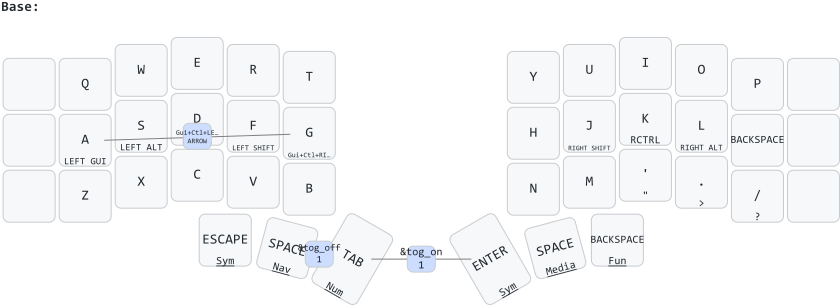 Base:
Q
W
E
R
T
Y
U
I
O
P
A
LEFT GUI
S
LEFT ALT
D
Gui+Ctl+LE…
ARROW
F
LEFT SHIFT
G
Gui+Ctl+RI…
H
J
RIGHT SHIFT
K
RCTRL
L
RIGHT ALT
BACKSPACE
Z
X
C
V
B
N
M
'
"
.
>
/
?
ESCAPE
Sym
SPACE
Nav
&tog_off
1
TAB
Num
&tog_on
1
ENTER
Sym
SPACE
Media
BACKSPACE
Fun